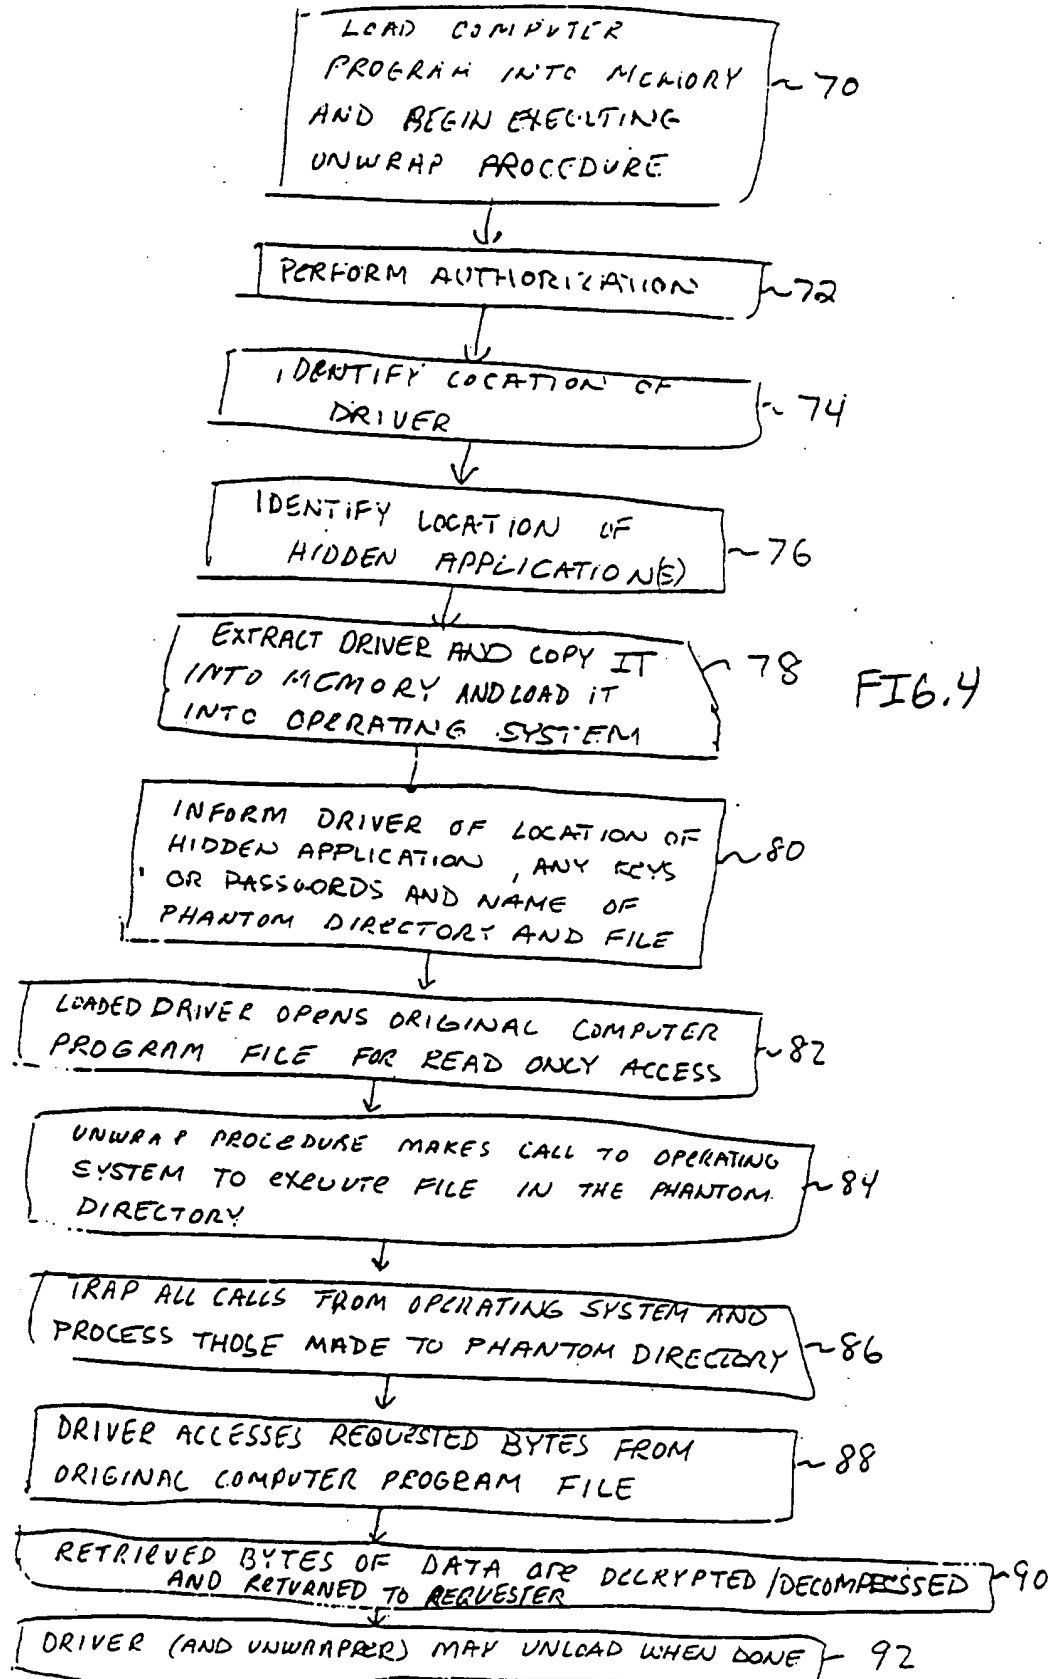 LOAD COMPUTER
PROGRAM INTO MEMORY
AND BEGIN EXECUTING
UNWRAP PROCEDURE
~70
PERFORM AUTHORIZATION
~72
IDENTIFY LOCATION OF
DRIVER
~74
IDENTIFY LOCATION OF
HIDDEN APPLICATION(S)
~76
EXTRACT DRIVER AND COPY IT
INTO MEMORY AND LOAD IT
INTO OPERATING SYSTEM
~78
FIG.4
INFORM DRIVER OF LOCATION OF
HIDDEN APPLICATION, ANY KEYS
OR PASSWORDS AND NAME OF
PHANTOM DIRECTORY AND FILE
~80
LOADED DRIVER OPENS ORIGINAL COMPUTER
PROGRAM FILE FOR READ ONLY ACCESS
~82
UNWRAP PROCEDURE MAKES CALL TO OPERATING
SYSTEM TO EXECUTE FILE IN THE PHANTOM
DIRECTORY
~84
TRAP ALL CALLS FROM OPERATING SYSTEM AND
PROCESS THOSE MADE TO PHANTOM DIRECTORY
~86
DRIVER ACCESSES REQUESTED BYTES FROM
ORIGINAL COMPUTER PROGRAM FILE
~88
RETRIEVED BYTES OF DATA ARE DECRYPTED/DECOMPRESSED
AND RETURNED TO REQUESTER
~90
DRIVER (AND UNWRAPPER) MAY UNLOAD WHEN DONE
92